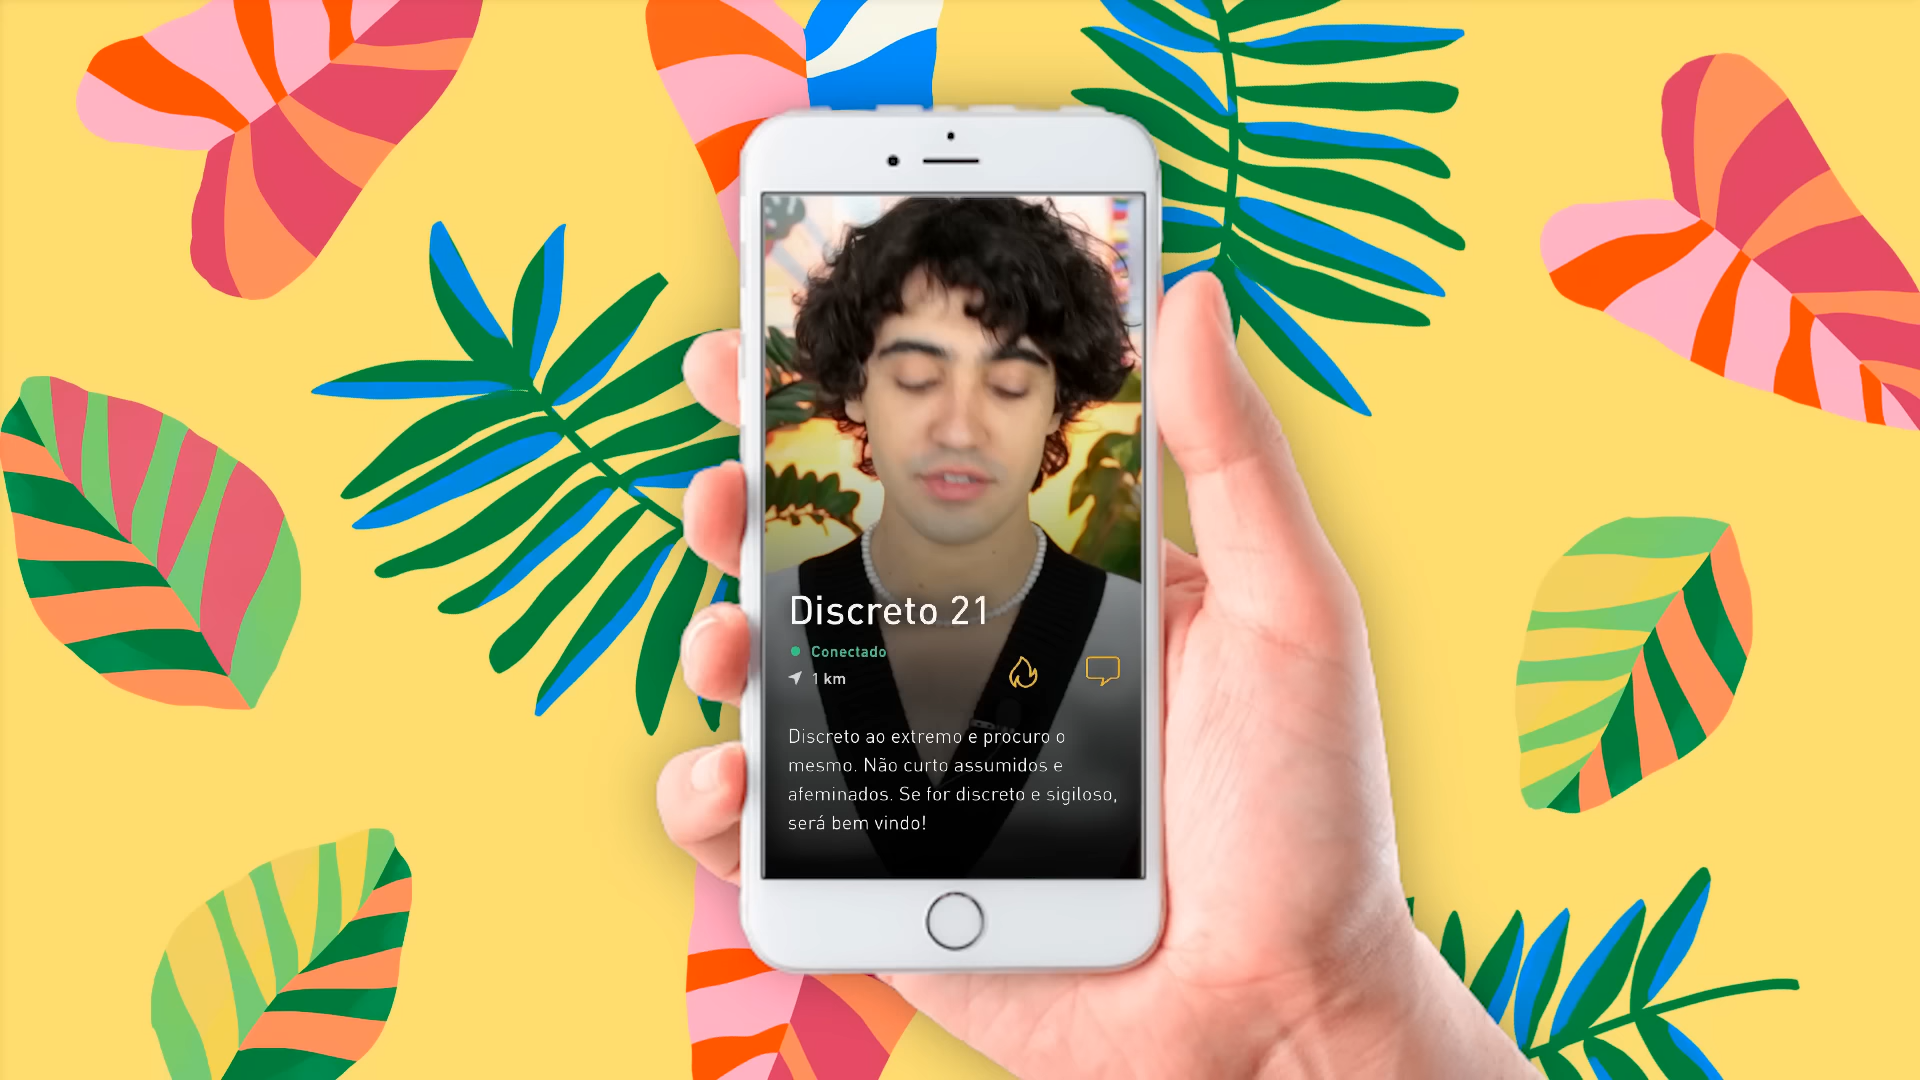 Discreto 21
Conectado
1 km
Discreto ao extremo e procuro o
mesmo. Não curto assumidos e
afeminados. Se for discreto e sigiloso,
será bem vindo!